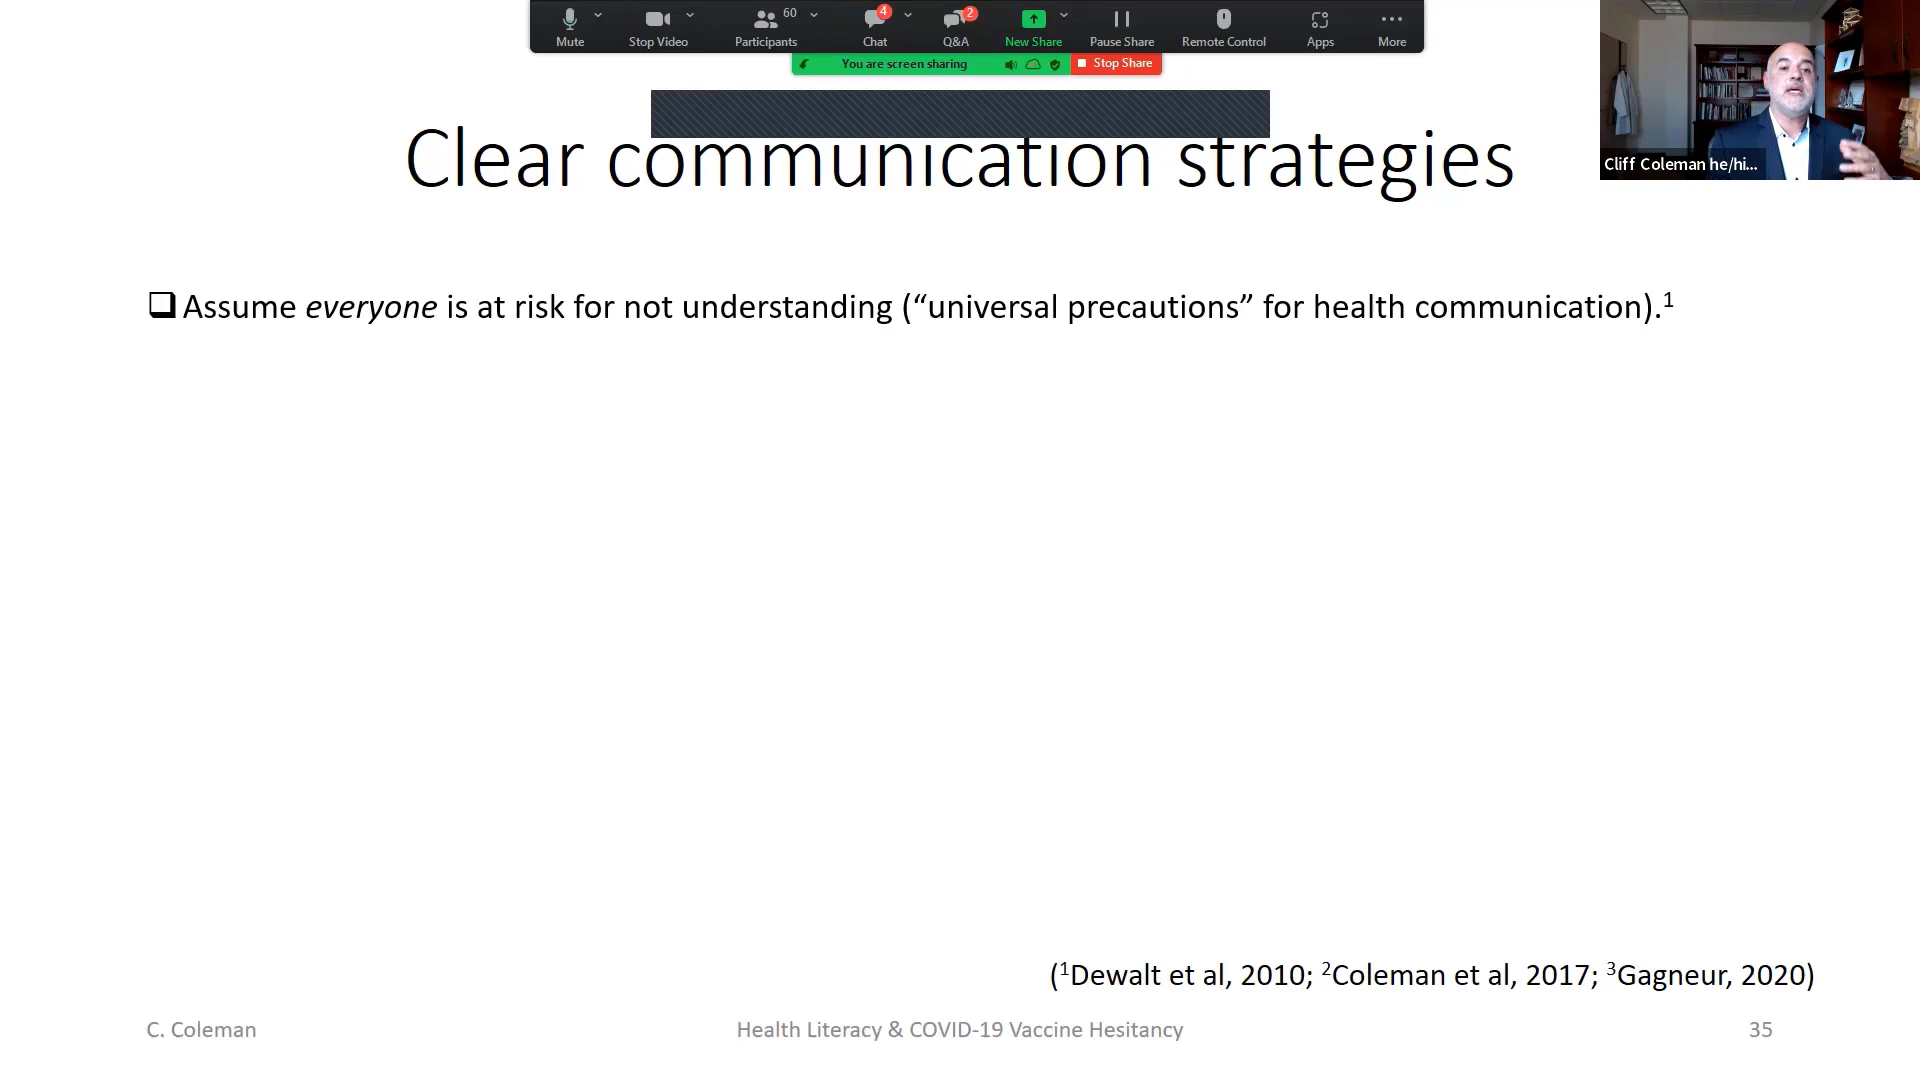 Mute
Stop Video
60
Participants
4
Chat
2
Q&A
New Share
Pause Share
Remote Control
Apps
More
You are screen sharing
Stop Share
Clear communication strategies
Cliff Coleman he/hi...
❑ Assume everyone is at risk for not understanding (“universal precautions” for health communication).¹
(¹Dewalt et al, 2010; ²Coleman et al, 2017; ³Gagneur, 2020)
C. Coleman
Health Literacy & COVID-19 Vaccine Hesitancy
35